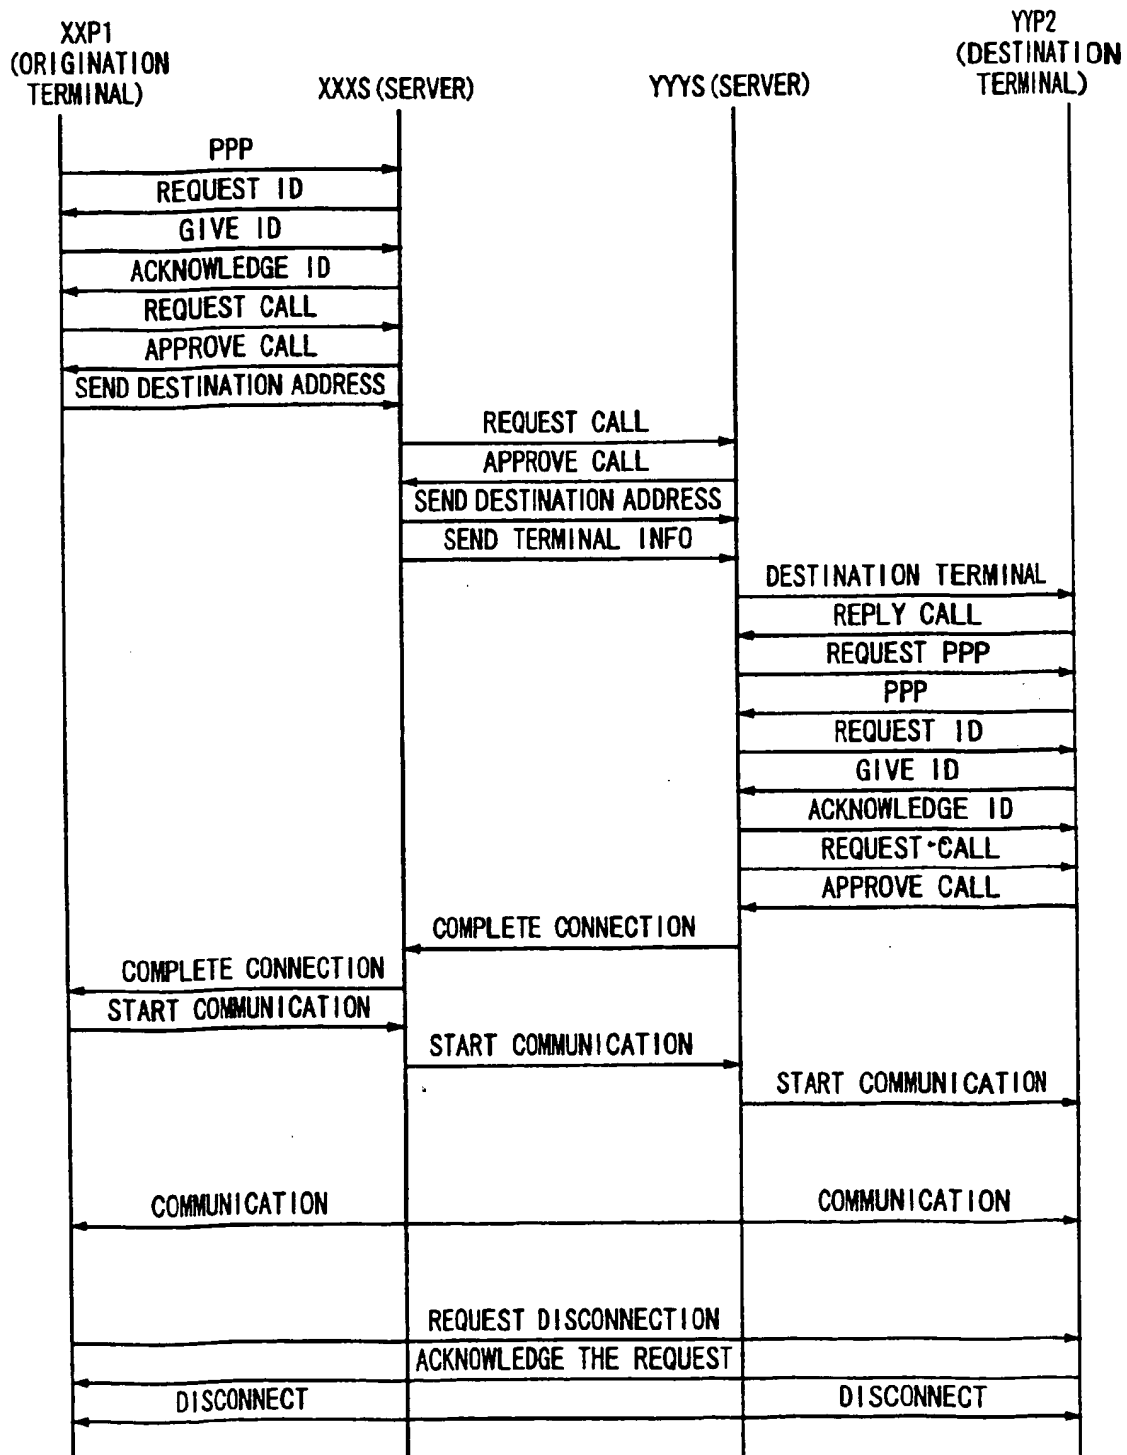 XXP1
(ORIGINATION
TERMINAL)
XXXS (SERVER)
YYYS (SERVER)
YYP2
(DESTINATION
TERMINAL)
PPP
REQUEST ID
GIVE ID
ACKNOWLEDGE ID
REQUEST CALL
APPROVE CALL
SEND DESTINATION ADDRESS
REQUEST CALL
APPROVE CALL
SEND DESTINATION ADDRESS
SEND TERMINAL INFO
DESTINATION TERMINAL
REPLY CALL
REQUEST PPP
PPP
REQUEST ID
GIVE ID
ACKNOWLEDGE ID
REQUEST CALL
APPROVE CALL
COMPLETE CONNECTION
COMPLETE CONNECTION
START COMMUNICATION
START COMMUNICATION
START COMMUNICATION
COMMUNICATION
COMMUNICATION
REQUEST DISCONNECTION
ACKNOWLEDGE THE REQUEST
DISCONNECT
DISCONNECT